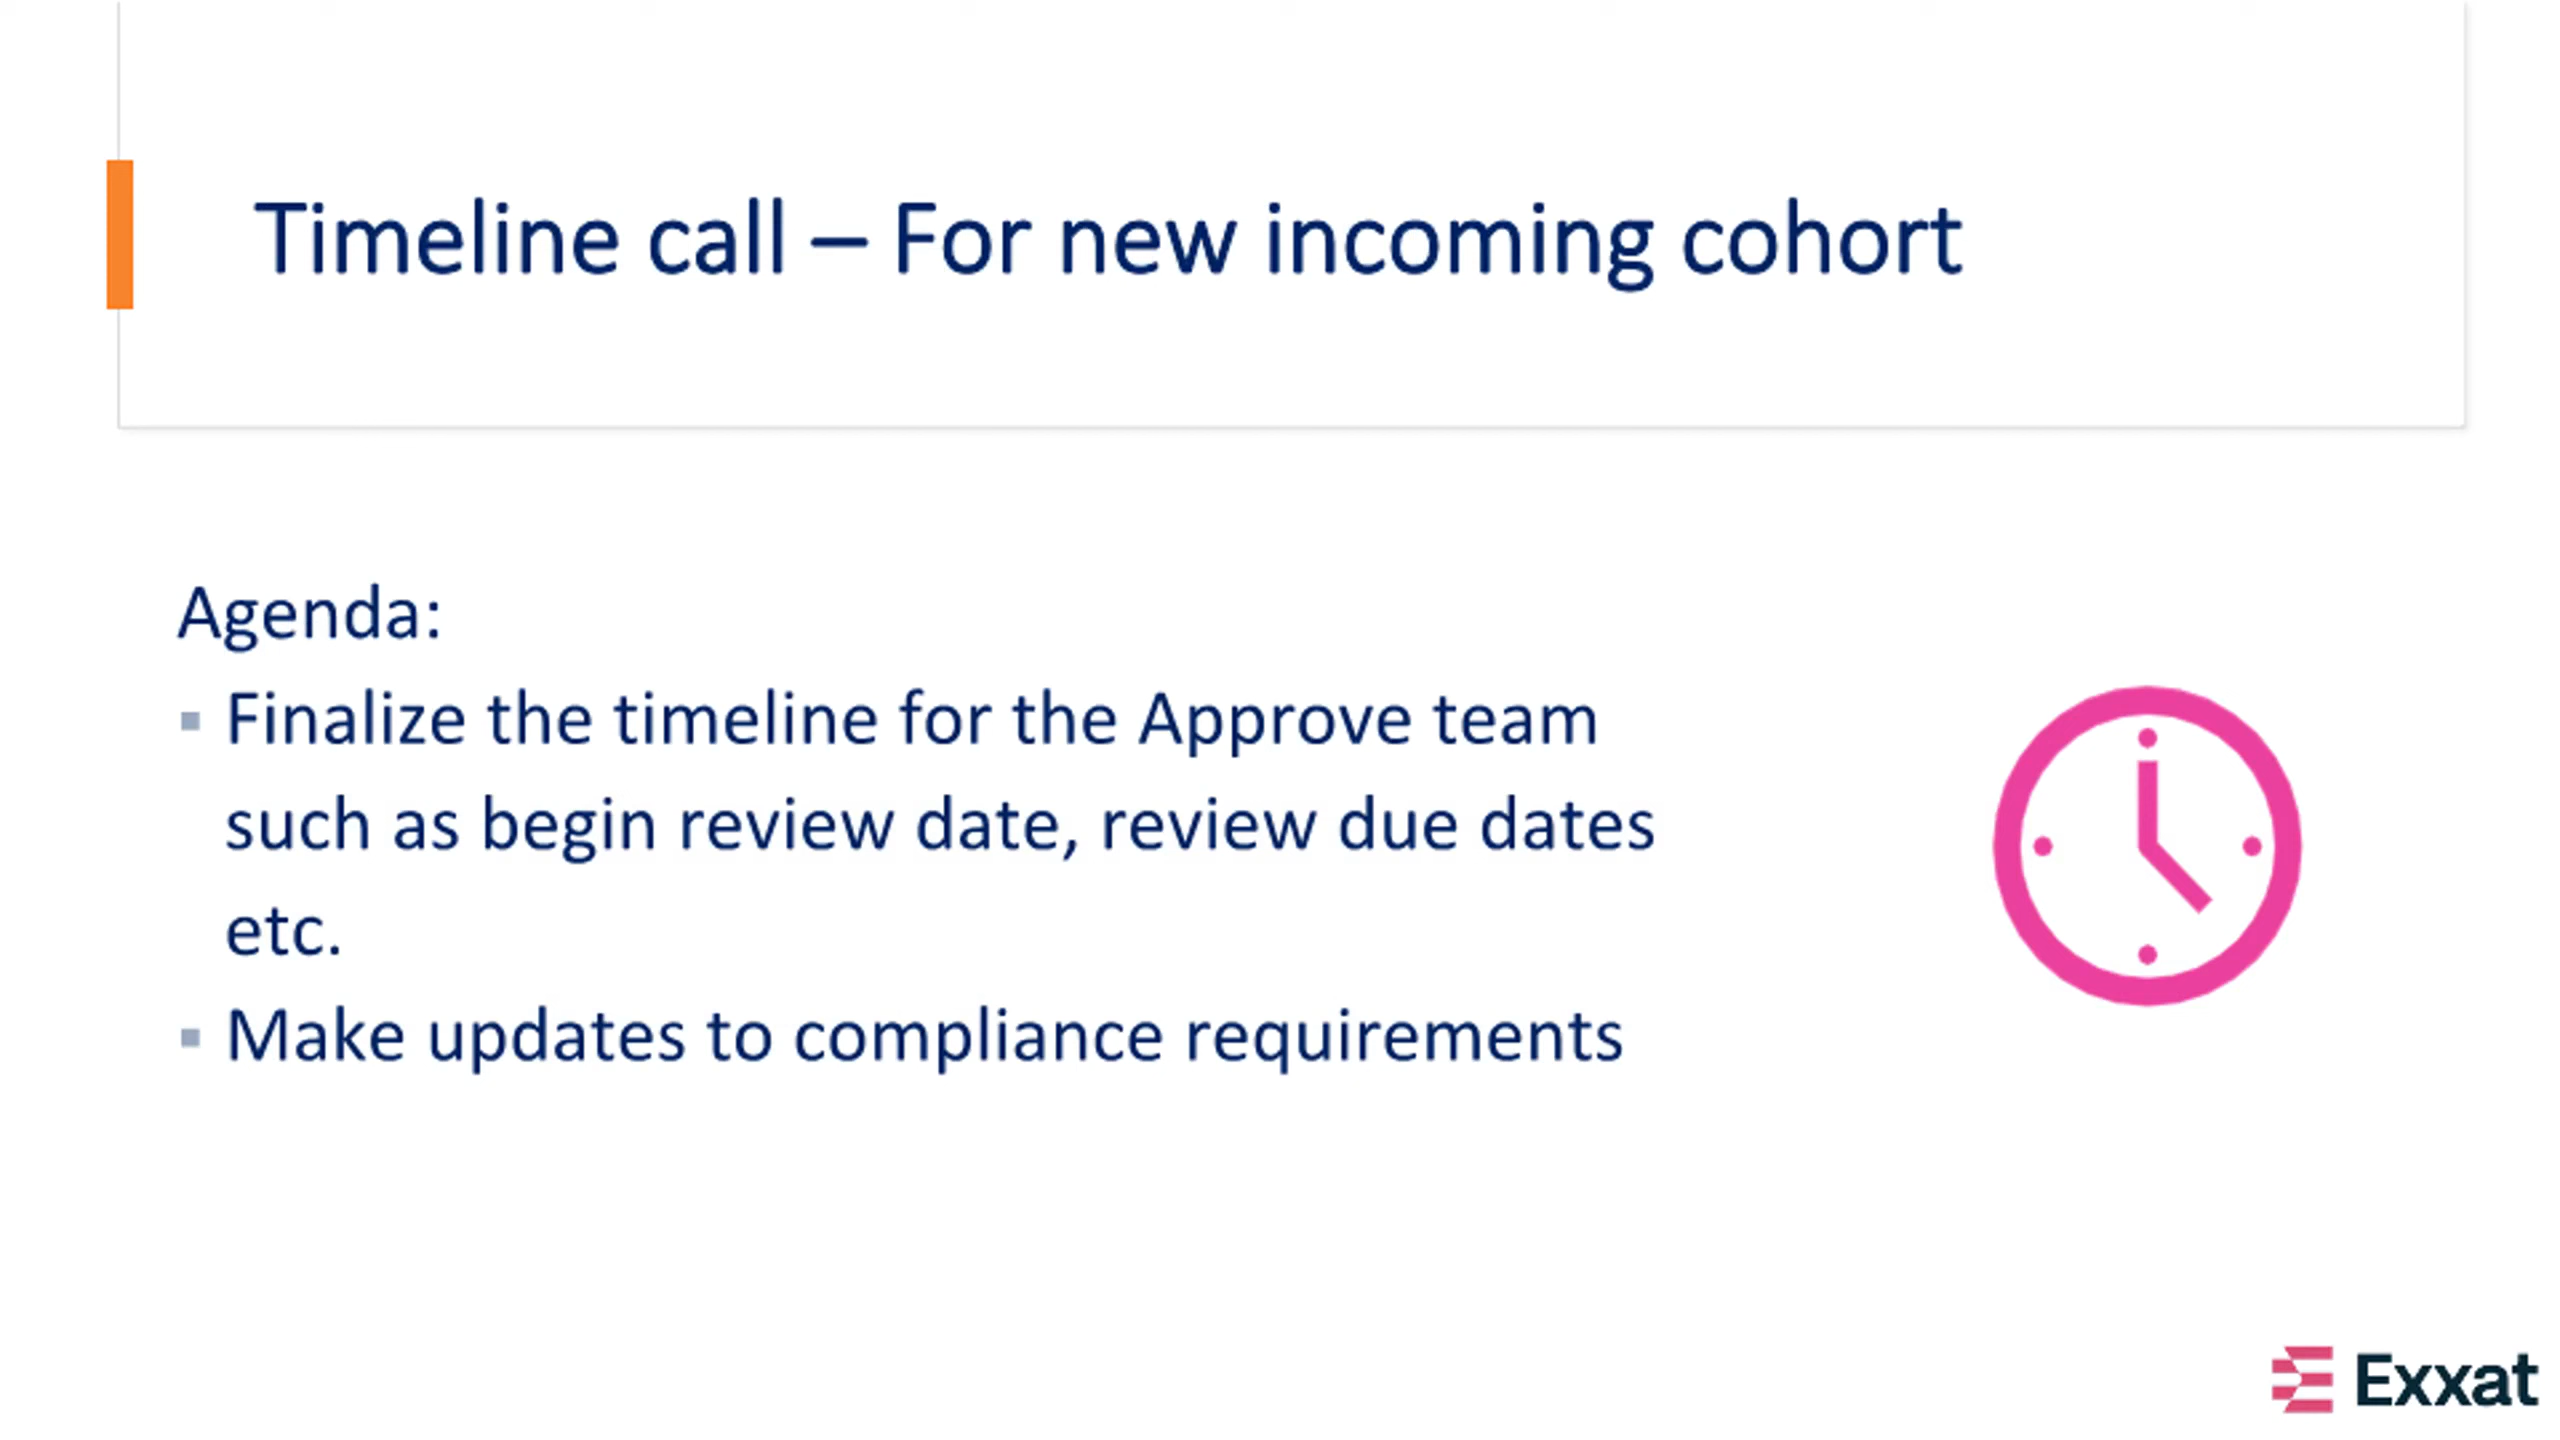 Timeline call – For new incoming cohort
Agenda:
▪ Finalize the timeline for the Approve team
such as begin review date, review due dates
etc.
▪ Make updates to compliance requirements
Exxat